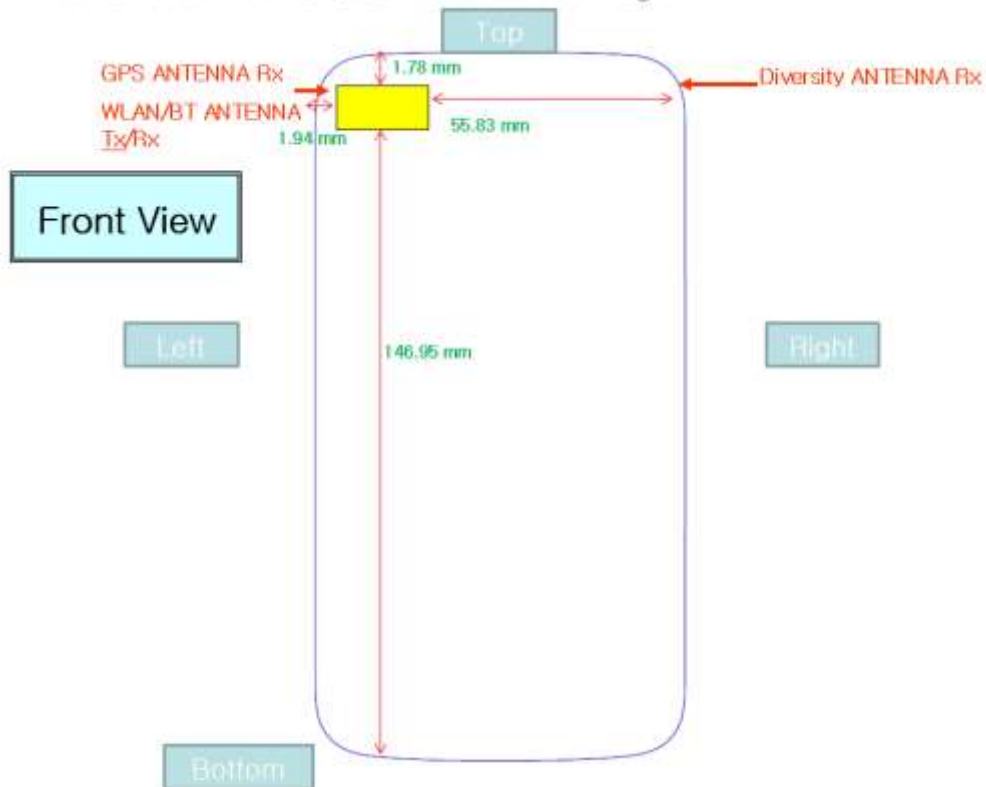 Top
1.78 mm
GPS ANTENNA Rx
Diversity ANTENNA Rx
WLAN/BT ANTENNA
Tx/Rx
1.94 mm
55.83 mm
Front View
Left
146.95 mm
Right
Bottom